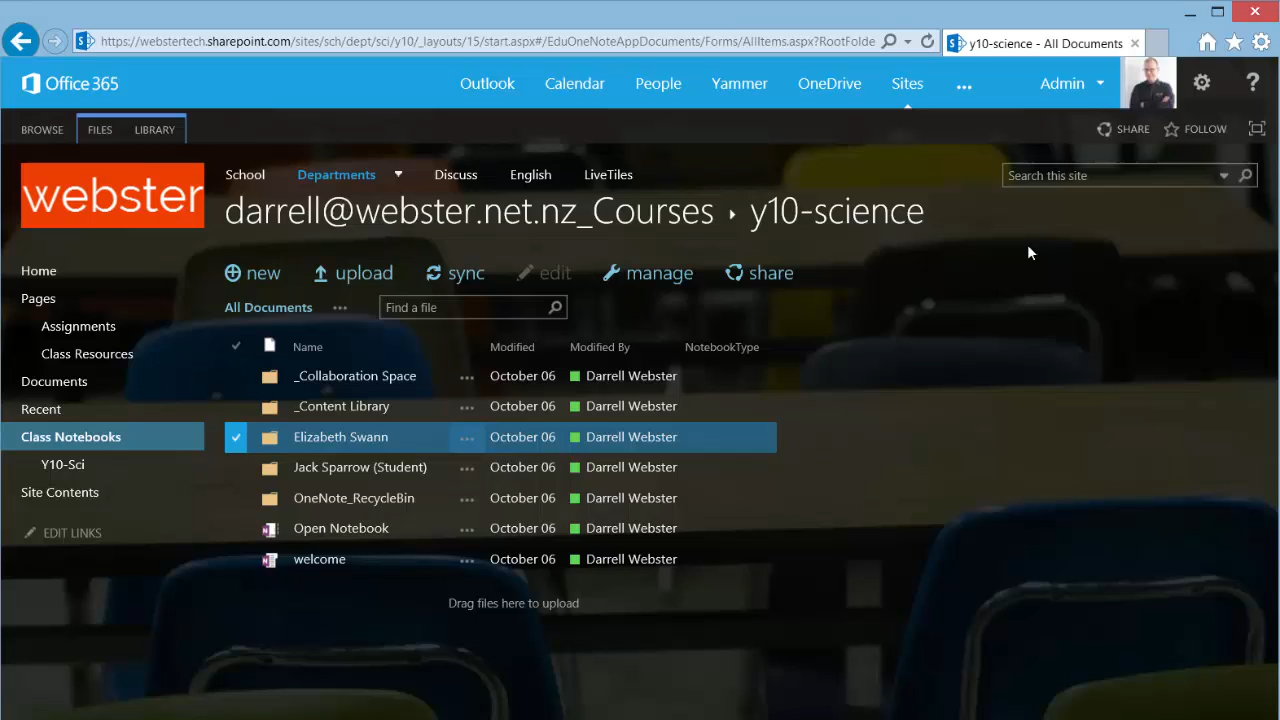 https://webstertech.sharepoint.com/sites/sch/dept/sci/y10/_layouts/15/start.aspx#/EduOneNoteAppDocuments/Forms/AllItems.aspx?RootFolde
y10-science - All Documents
Office 365
Outlook Calendar People Yammer OneDrive Sites ... Admin ?
BROWSE FILES LIBRARY SHARE FOLLOW
webster
School Departments Discuss English LiveTiles Search this site
darrell@webster.net.nz_Courses ▸ y10-science
Home
Pages
Assignments
Class Resources
Documents
Recent
Class Notebooks
Y10-Sci
Site Contents
EDIT LINKS
new upload sync edit manage share
All Documents ... Find a file
Name Modified Modified By NotebookType
_Collaboration Space ... October 06 Darrell Webster
_Content Library ... October 06 Darrell Webster
Elizabeth Swann ... October 06 Darrell Webster
Jack Sparrow (Student) ... October 06 Darrell Webster
OneNote_RecycleBin ... October 06 Darrell Webster
Open Notebook ... October 06 Darrell Webster
welcome ... October 06 Darrell Webster
Drag files here to upload